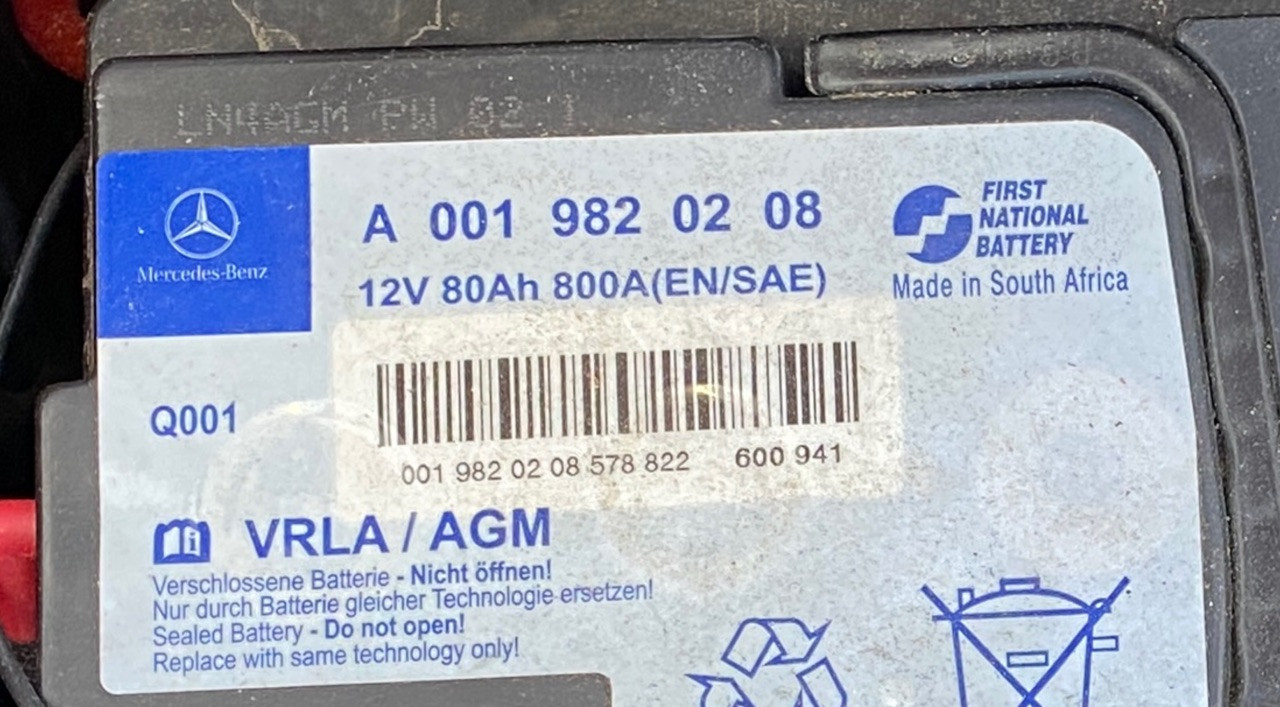 LN4AGM PW 02 1
Mercedes-Benz
A 001 982 02 08
12V 80Ah 800A(EN/SAE)
FIRST
NATIONAL
BATTERY
Made in South Africa
Q001
001 982 02 08 578 822 600 941
VRLA / AGM
Verschlossene Batterie - Nicht öffnen!
Nur durch Batterie gleicher Technologie ersetzen!
Sealed Battery - Do not open!
Replace with same technology only!